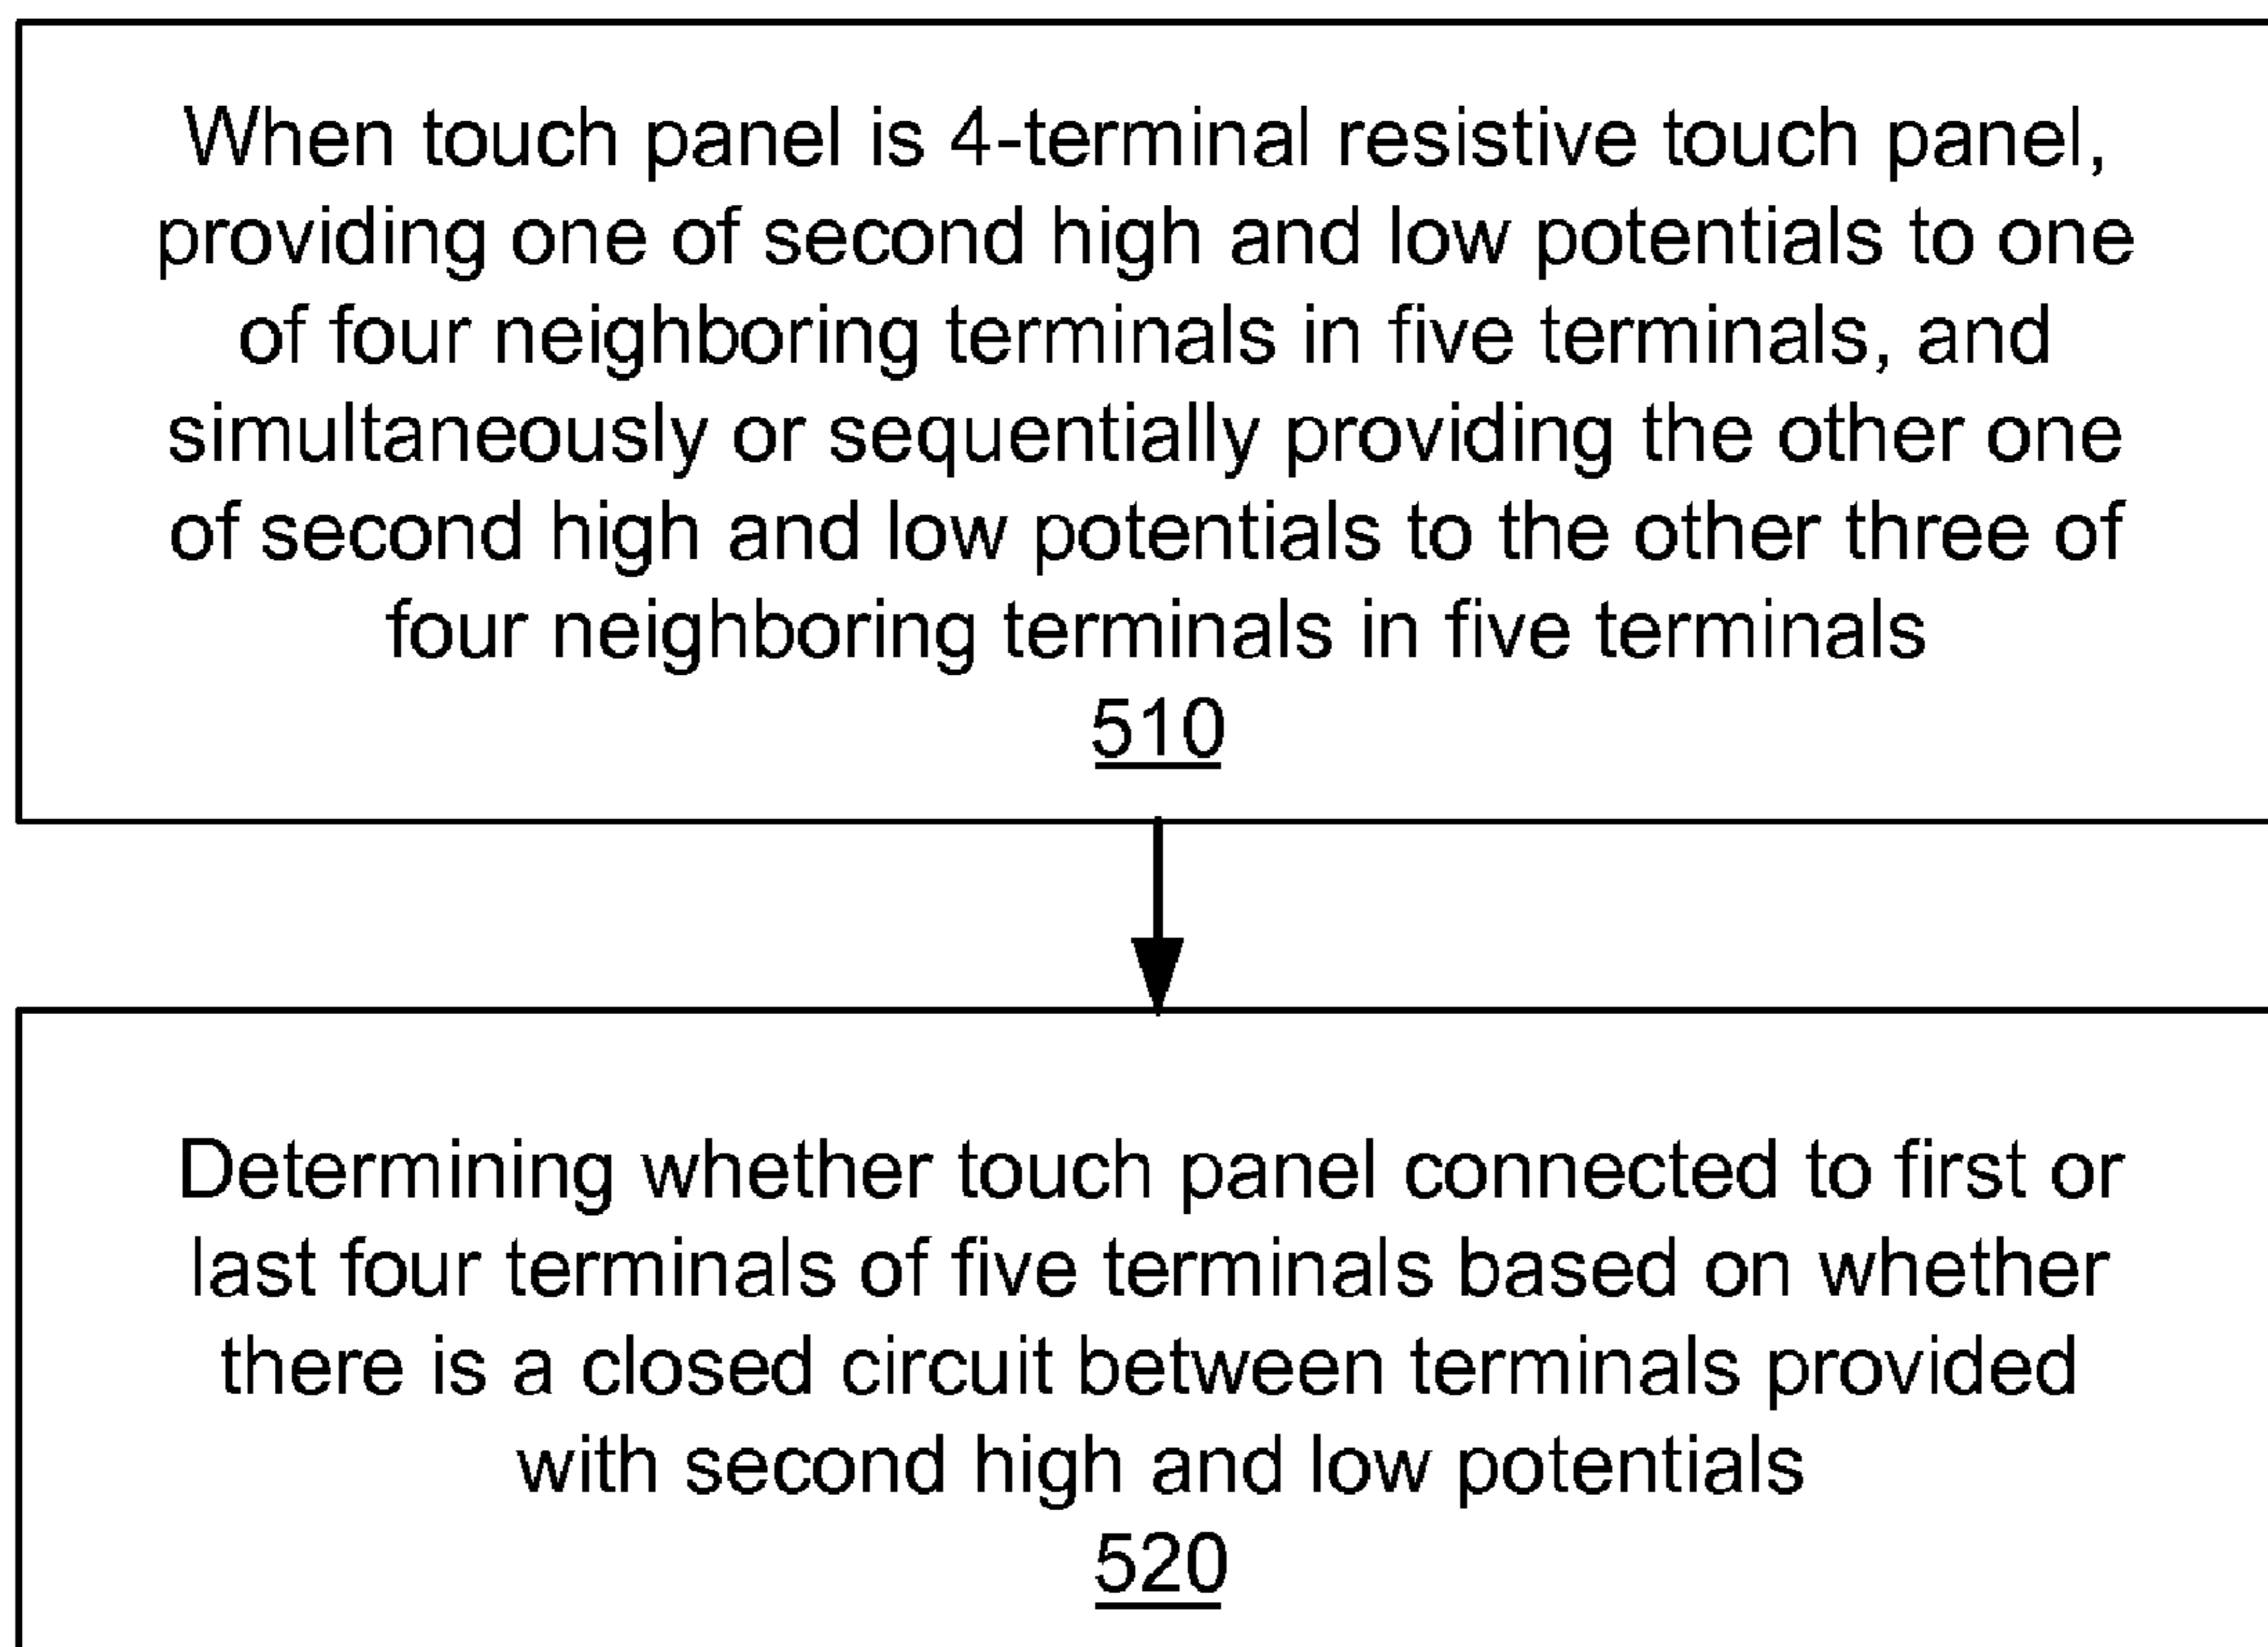 When touch panel is 4-terminal resistive touch panel,
providing one of second high and low potentials to one
of four neighboring terminals in five terminals, and
simultaneously or sequentially providing the other one
of second high and low potentials to the other three of
four neighboring terminals in five terminals
510
Determining whether touch panel connected to first or
last four terminals of five terminals based on whether
there is a closed circuit between terminals provided
with second high and low potentials
520